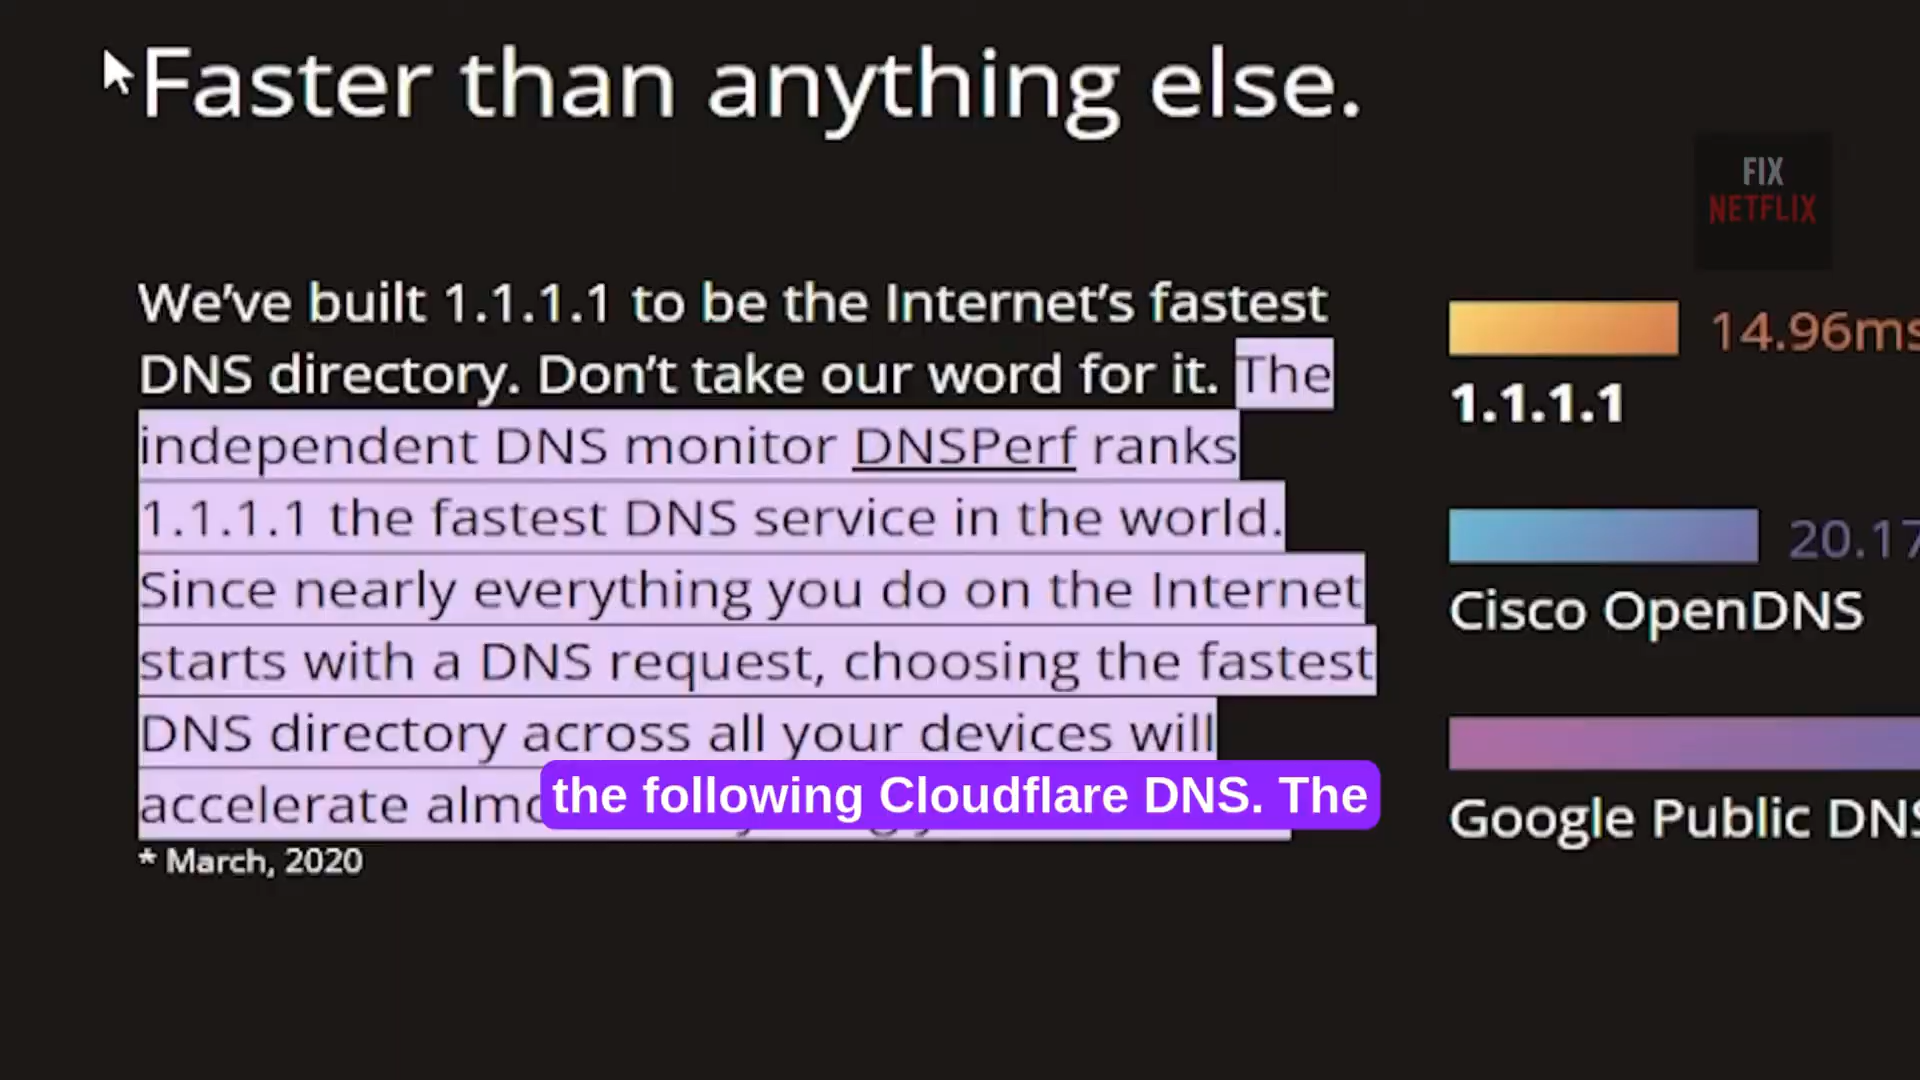 Faster than anything else.
FIX
NETFLIX
We've built 1.1.1.1 to be the Internet's fastest
DNS directory. Don't take our word for it. The
independent DNS monitor DNSPerf ranks
1.1.1.1 the fastest DNS service in the world.
Since nearly everything you do on the Internet
starts with a DNS request, choosing the fastest
DNS directory across all your devices will
accelerate
the following Cloudflare DNS. The
* March, 2020
14.96ms
1.1.1.1
20.17
Cisco OpenDNS
Google Public DNS